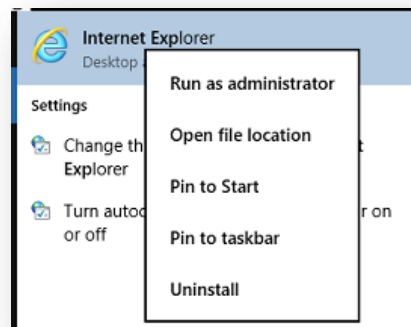 Internet Explorer
Desktop
Run as administrator
Settings
Open file location
Change th
t
Explorer
Pin to Start
Turn autoc r on
or off
Pin to taskbar
Uninstall